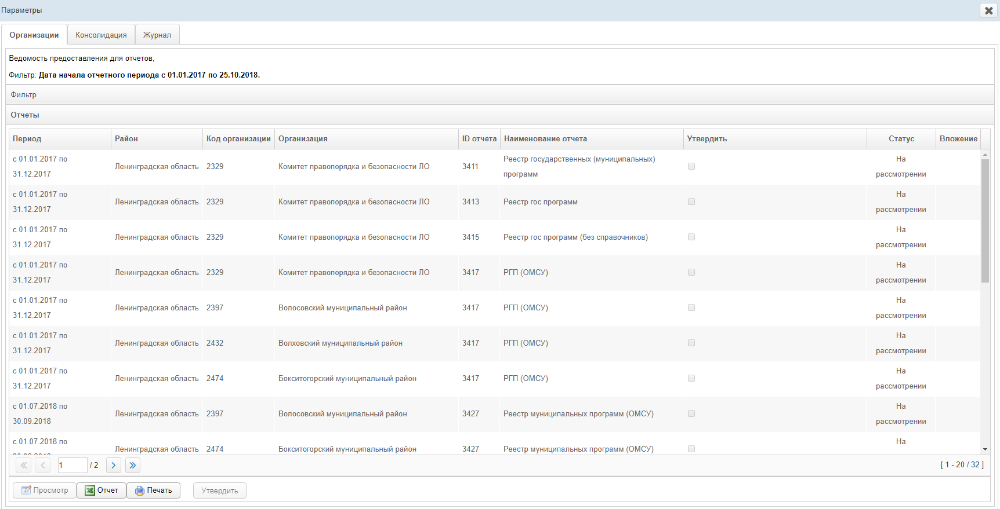 Параметры
Организации Консолидация Журнал
Ведомость предоставления для отчетов,
Фильтр: Дата начала отчетного периода с 01.01.2017 по 25.10.2018.
Фильтр
Отчеты
Период Район Код организации Организация ID отчета Наименование отчета Утвердить Статус Вложение
с 01.01.2017 по Реестр государственных (муниципальных) На
Ленинградская область 2329 Комитет правопорядка и безопасности ЛО 3411
31.12.2017 программ рассмотрении
с 01.01.2017 по На
Ленинградская область 2329 Комитет правопорядка и безопасности ЛО 3413 Реестр гос программ
31.12.2017 рассмотрении
с 01.01.2017 по На
Ленинградская область 2329 Комитет правопорядка и безопасности ЛО 3415 Реестр гос программ (без справочников)
31.12.2017 рассмотрении
с 01.01.2017 по На
Ленинградская область 2329 Комитет правопорядка и безопасности ЛО 3417 РГП (ОМСУ)
31.12.2017 рассмотрении
с 01.01.2017 по На
Ленинградская область 2397 Волосовский муниципальный район 3417 РГП (ОМСУ)
31.12.2017 рассмотрении
с 01.01.2017 по На
Ленинградская область 2432 Волховский муниципальный район 3417 РГП (ОМСУ)
31.12.2017 рассмотрении
с 01.01.2017 по На
Ленинградская область 2474 Бокситогорский муниципальный район 3417 РГП (ОМСУ)
31.12.2017 рассмотрении
с 01.07.2018 по На
Ленинградская область 2397 Волосовский муниципальный район 3427 Реестр муниципальных программ (ОМСУ)
30.09.2018 рассмотрении
с 01.07.2018 по На
Ленинградская область 2474 Бокситогорский муниципальный район 3427 Реестр муниципальных программ (ОМСУ)
1 / 2 [ 1 - 20 / 32 ]
Просмотр Отчет Печать Утвердить